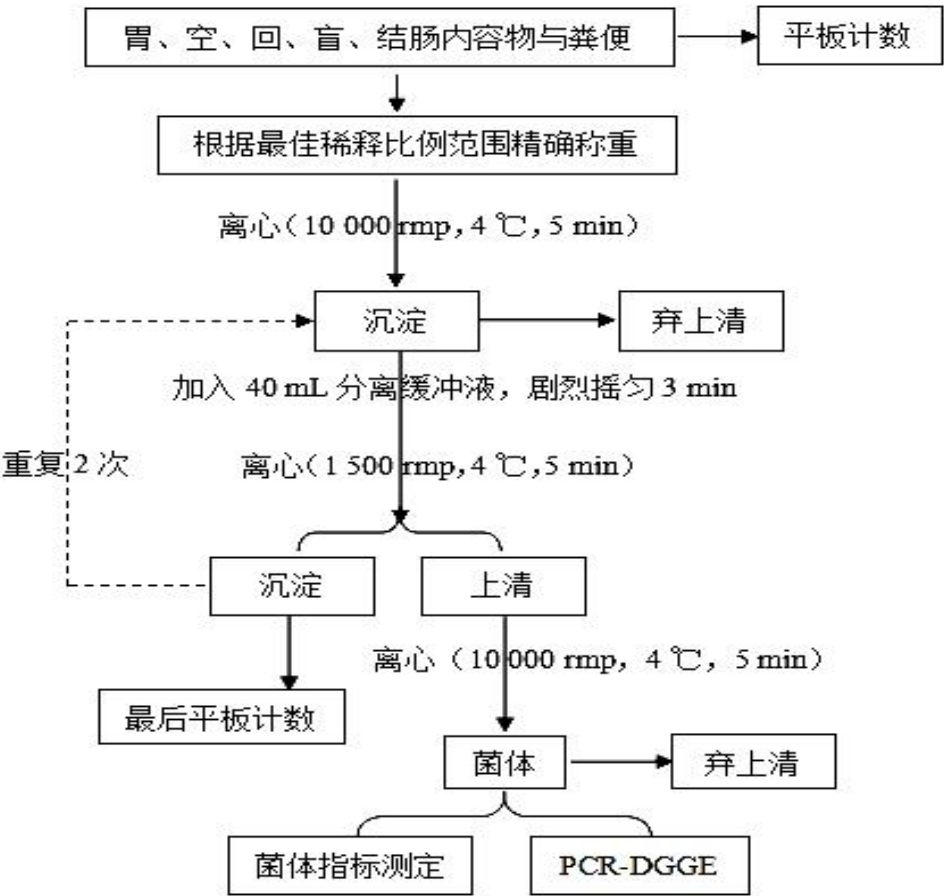 胃、空、回、盲、结肠内容物与粪便
平板计数
根据最佳稀释比例范围精确称重
离心(10 000 rmp,4 ℃,5 min)
沉淀
弃上清
加入 40 mL 分离缓冲液，剧烈摇匀 3 min
重复 2 次
离心(1 500 rmp,4 ℃,5 min)
沉淀
上清
离心（10 000 rmp，4 ℃，5 min）
最后平板计数
菌体
弃上清
菌体指标测定
PCR-DGGE